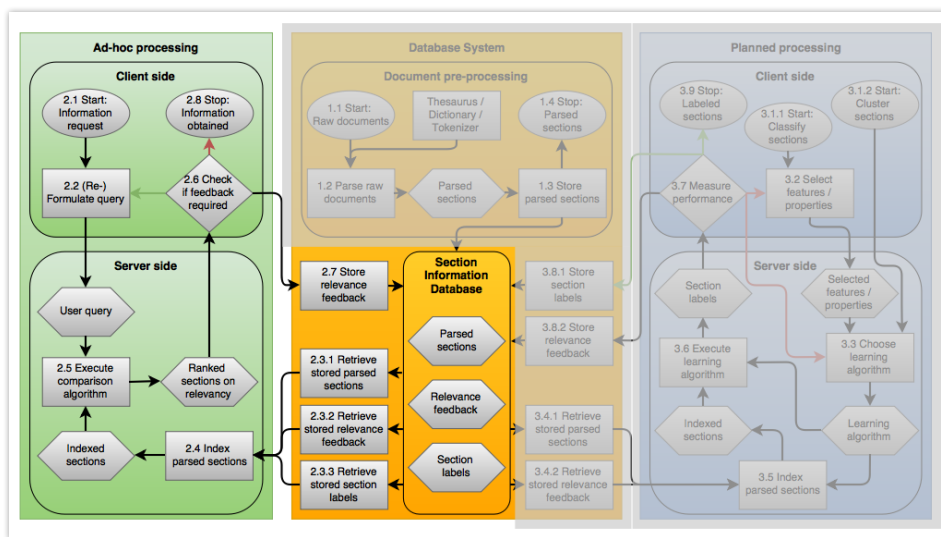 Ad-hoc processing
Client side
2.1 Start:
Information
request
2.8 Stop:
Information
obtained
2.2 (Re-)
Formulate query
2.6 Check
if feedback
required
Server side
User query
2.5 Execute
comparison
algorithm
Ranked
sections on
relevancy
Indexed
sections
2.4 Index
parsed sections
Database System
Document pre-processing
1.1 Start:
Raw documents
Thesaurus /
Dictionary /
Tokenizer
1.4 Stop:
Parsed
sections
1.2 Parse raw
documents
Parsed
sections
1.3 Store
parsed sections
2.7 Store
relevance
feedback
Section
Information
Database
Parsed
sections
Relevance
feedback
Section
labels
2.3.1 Retrieve
stored parsed
sections
2.3.2 Retrieve
stored relevance
feedback
2.3.3 Retrieve
stored section
labels
3.8.1 Store
section
labels
3.8.2 Store
relevance
feedback
3.4.1 Retrieve
stored parsed
sections
3.4.2 Retrieve
stored relevance
feedback
Planned processing
Client side
3.9 Stop:
Labeled
sections
3.1.1 Start:
Classify
sections
3.1.2 Start:
Cluster
sections
3.7 Measure
performance
3.2 Select
features /
properties
Server side
Section
labels
Selected
features /
properties
3.6 Execute
learning
algorithm
3.3 Choose
learning
algorithm
Indexed
sections
Learning
algorithm
3.5 Index
parsed sections